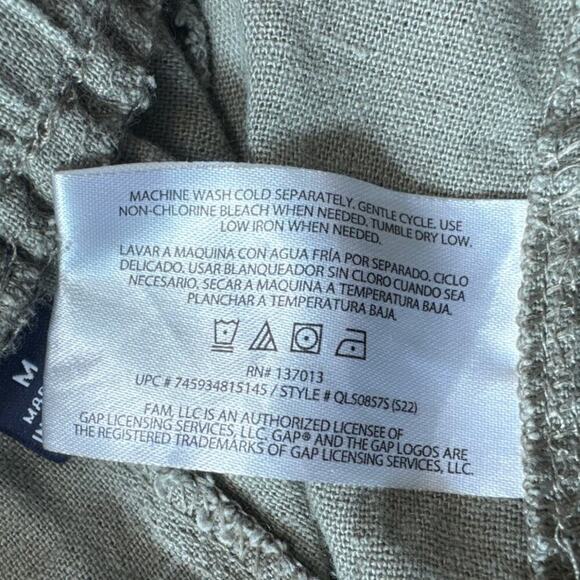 MACHINE WASH COLD SEPARATELY. GENTLE CYCLE. USE
NON-CHLORINE BLEACH WHEN NEEDED. TUMBLE DRY LOW.
LOW IRON WHEN NEEDED.
LAVAR A MAQUINA CON AGUA FRÍA POR SEPARADO. CICLO
DELICADO. USAR BLANQUEADOR SIN CLORO CUANDO SEA
NECESARIO, SECAR A MAQUINA A TEMPERATURA BAJA.
PLANCHAR A TEMPERATURA BAJA.
RN# 137013
UPC # 745934815145 / STYLE # QL50857S (S22)
FAM, LLC IS AN AUTHORIZED LICENSEE OF
GAP LICENSING SERVICES, LLC. GAP® AND THE GAP LOGOS ARE
THE REGISTERED TRADEMARKS OF GAP LICENSING SERVICES, LLC.
M